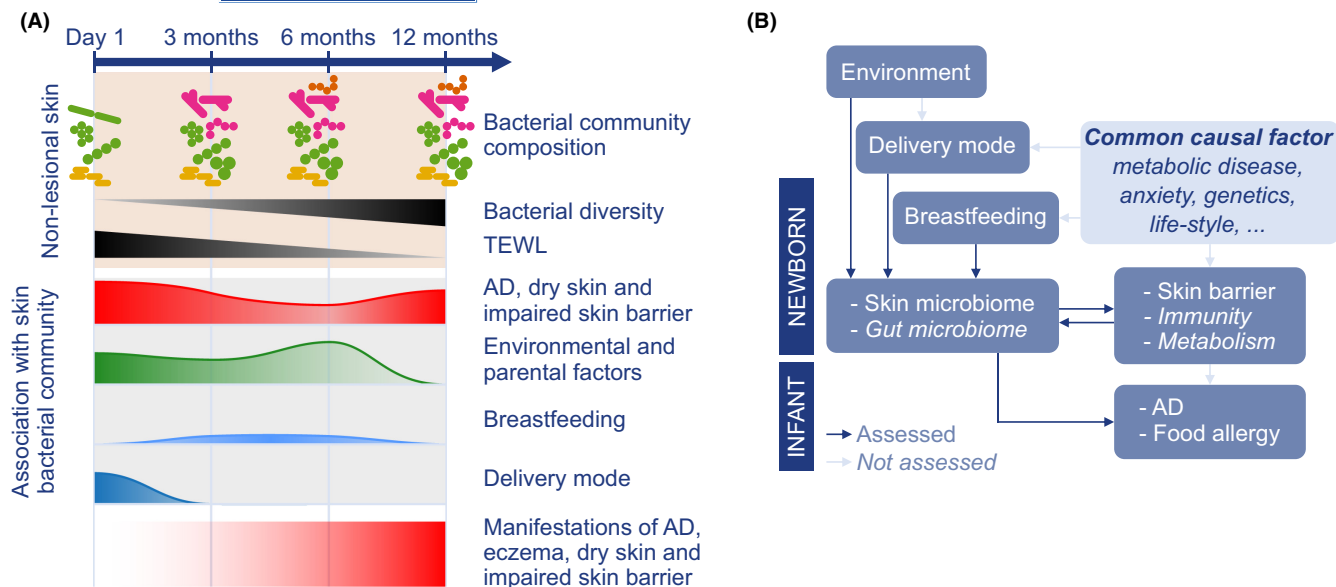 (A)
Day 1
3 months
6 months
12 months
Non-lesional skin
Bacterial community
composition
Bacterial diversity
TEWL
Association with skin
bacterial community
AD, dry skin and
impaired skin barrier
Environmental and
parental factors
Breastfeeding
Delivery mode
Manifestations of AD,
eczema, dry skin and
impaired skin barrier
(B)
Environment
Delivery mode
Breastfeeding
Common causal factor
metabolic disease,
anxiety, genetics,
life-style, ...
NEWBORN
- Skin microbiome
- Gut microbiome
- Skin barrier
- Immunity
- Metabolism
INFANT
- AD
- Food allergy
Assessed
Not assessed